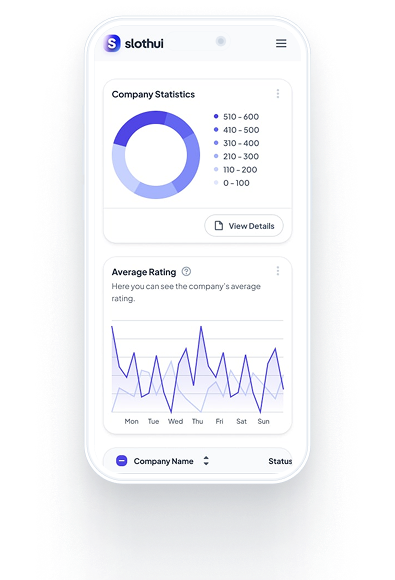 S slothui
Company Statistics
510 - 600
410 - 500
310 - 400
210 - 300
110 - 200
0 - 100
View Details
Average Rating
Here you can see the company's average
rating.
Mon Tue Wed Thu Fri Sat Sun
Company Name Status